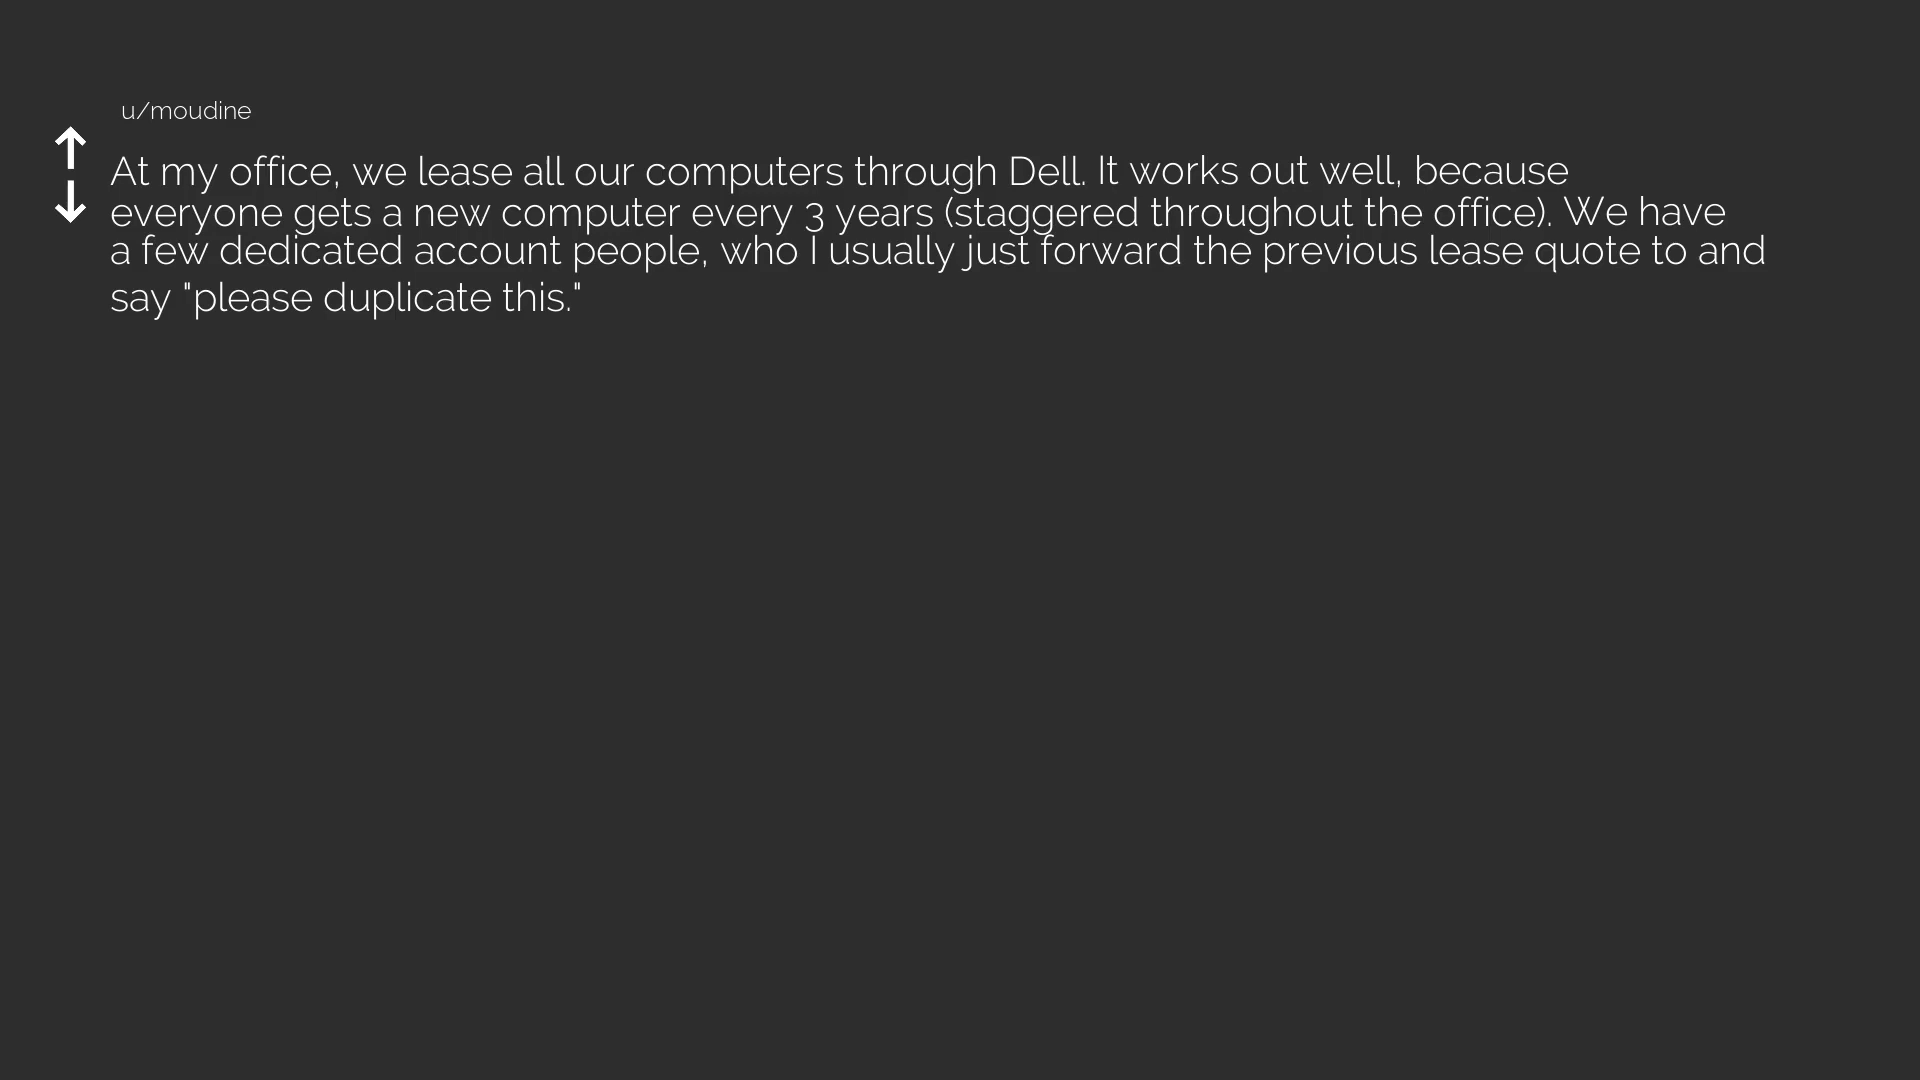 u/moudine
At my office, we lease all our computers through Dell. It works out well, because
everyone gets a new computer every 3 years (staggered throughout the office). We have
a few dedicated account people, who I usually just forward the previous lease quote to and
say "please duplicate this."